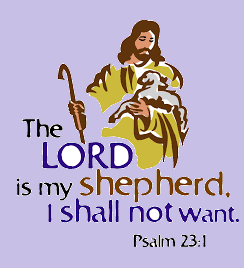 The
LORD
is my shepherd,
I shall not want.
Psalm 23:1